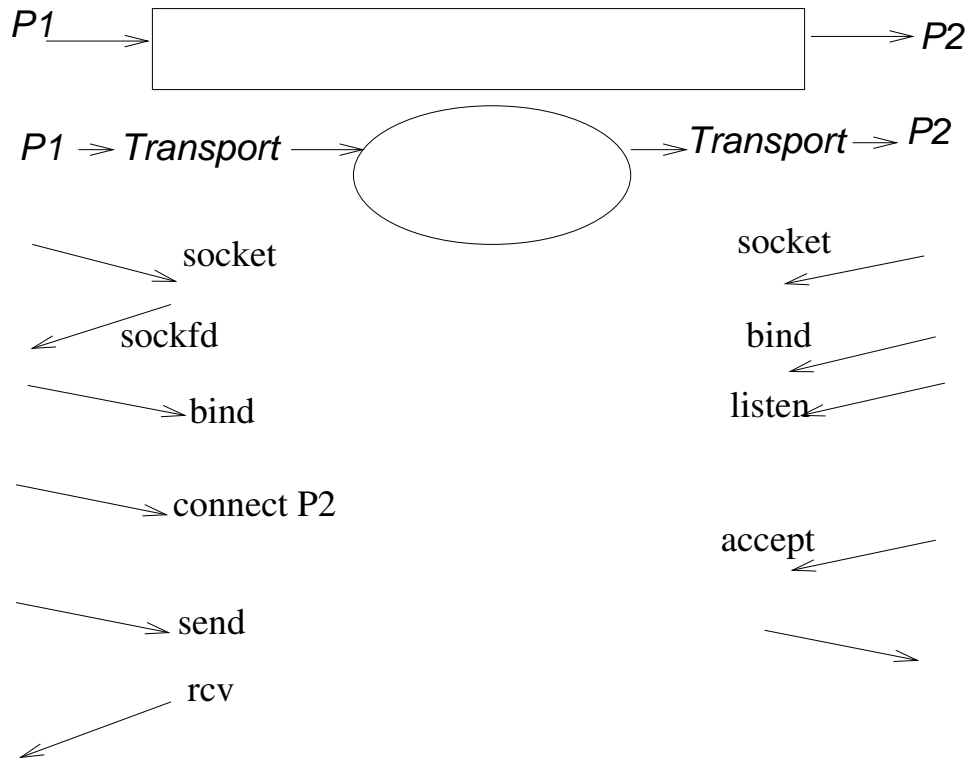 P1 P2
P1 Transport Transport P2
socket socket
sockfd bind
bind listen
connect P2
accept
send
rcv